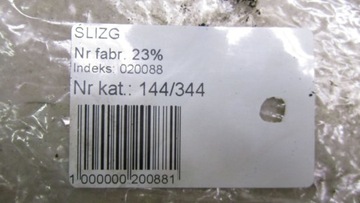 ŚLIZG
Nr fabr. 23%
Indeks: 020088
Nr kat.: 144/344
1 000000 200881